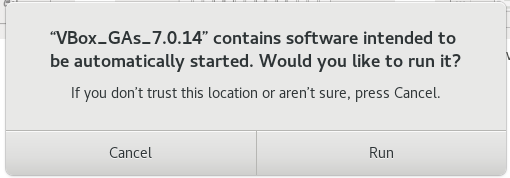 “VBox_GAs_7.0.14” contains software intended to
be automatically started. Would you like to run it?
If you don’t trust this location or aren’t sure, press Cancel.
Cancel
Run